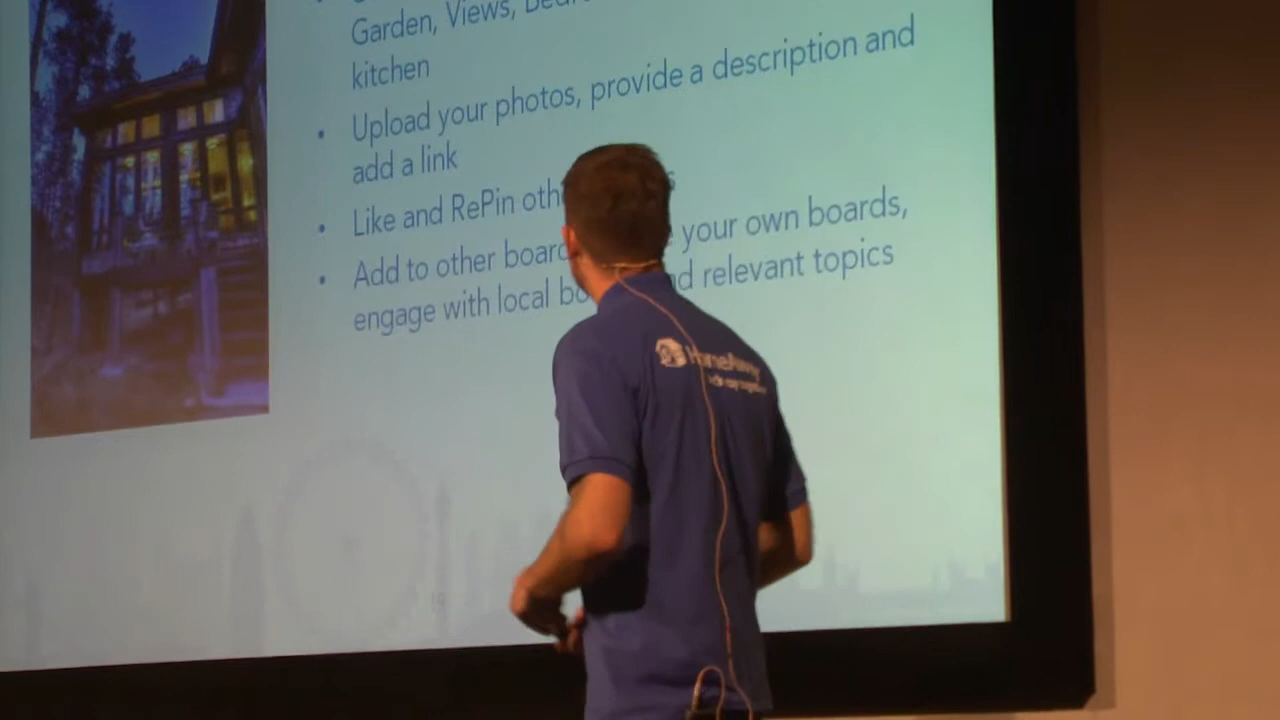 Garden, Views,
kitchen
Upload your photos, provide a description and
add a link
Like and RePin
Add to other your own boards,
engage with local relevant topics
HomeAway
19